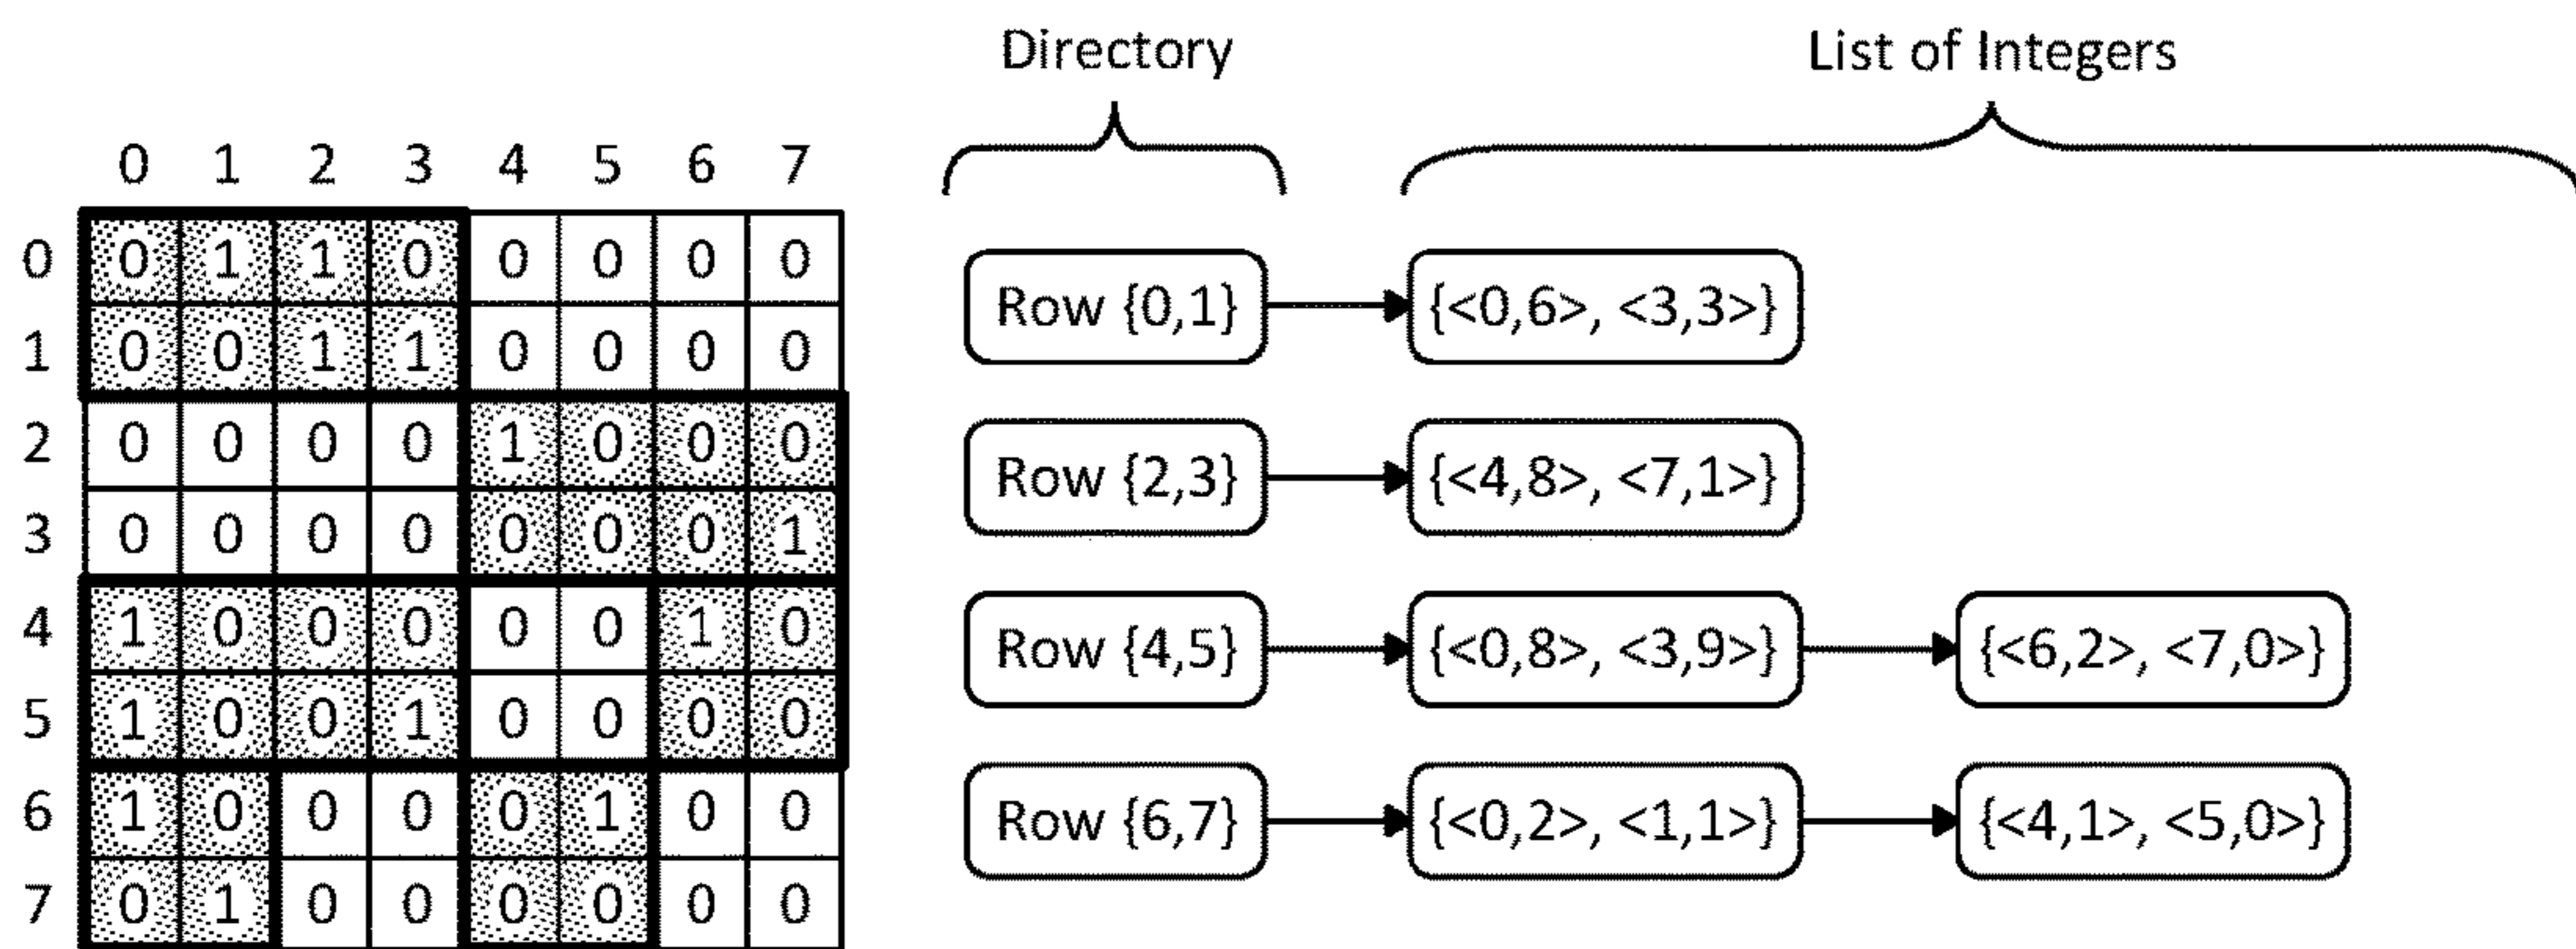 Directory List of Integers
0 1 2 3 4 5 6 7
0 0 1 1 0 0 0 0 0
Row {0,1} {<0,6>, <3,3>}
1 0 0 1 1 0 0 0 0
2 0 0 0 0 1 0 0 0
Row {2,3} {<4,8>, <7,1>}
3 0 0 0 0 0 0 0 1
4 1 0 0 0 0 0 1 0
Row {4,5} {<0,8>, <3,9>} {<6,2>, <7,0>}
5 1 0 0 1 0 0 0 0
6 1 0 0 0 0 1 0 0
Row {6,7} {<0,2>, <1,1>} {<4,1>, <5,0>}
7 0 1 0 0 0 0 0 0